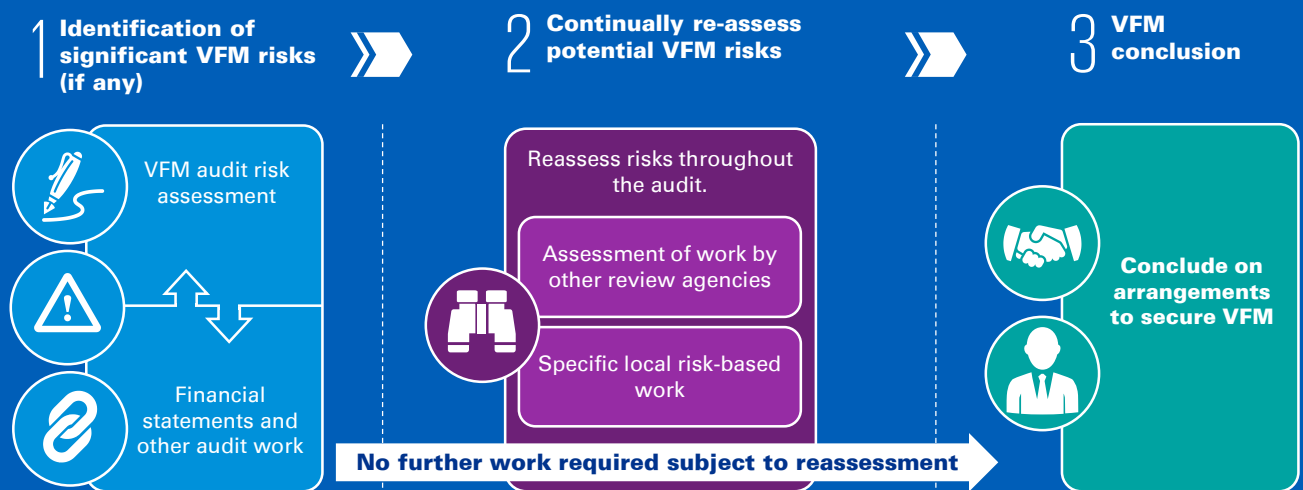 1
Identification of
significant VFM risks
(if any)
2
Continually re-assess
potential VFM risks
3
VFM
conclusion
VFM audit risk
assessment
Financial
statements and
other audit work
Reassess risks throughout
the audit.
Assessment of work by
other review agencies
Specific local risk-based
work
Conclude on
arrangements
to secure VFM
No further work required subject to reassessment